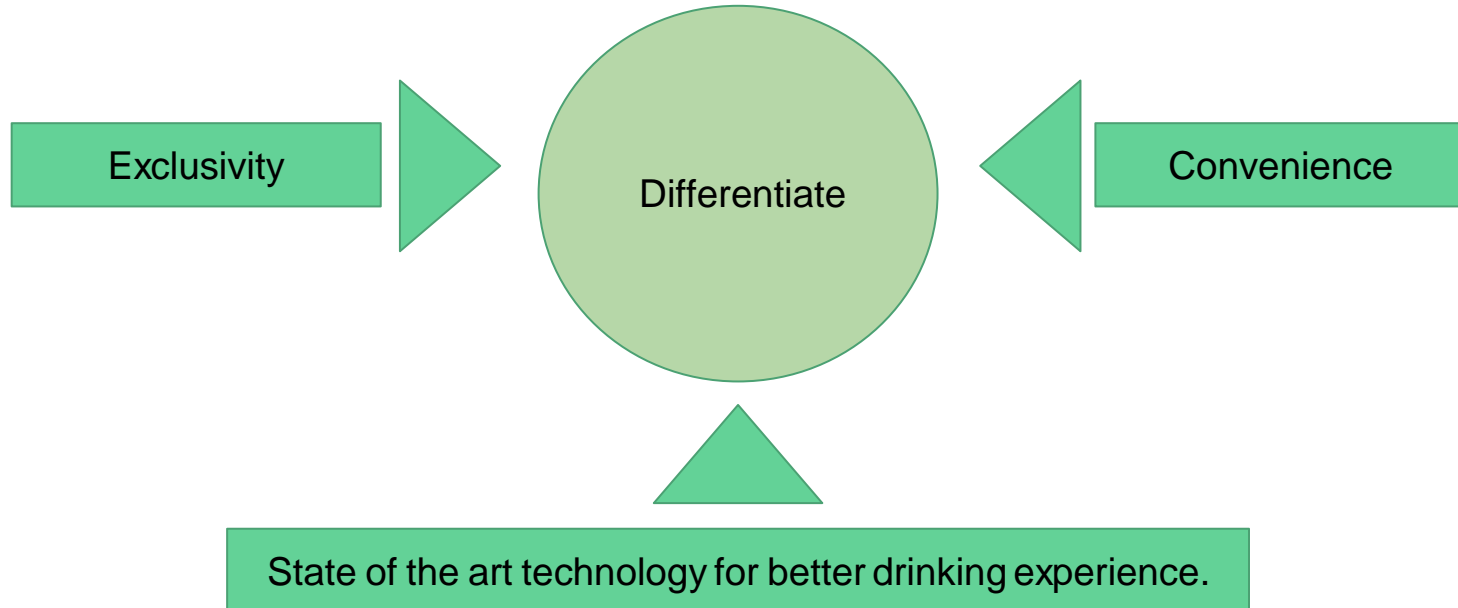 Exclusivity
Differentiate
Convenience
State of the art technology for better drinking experience.